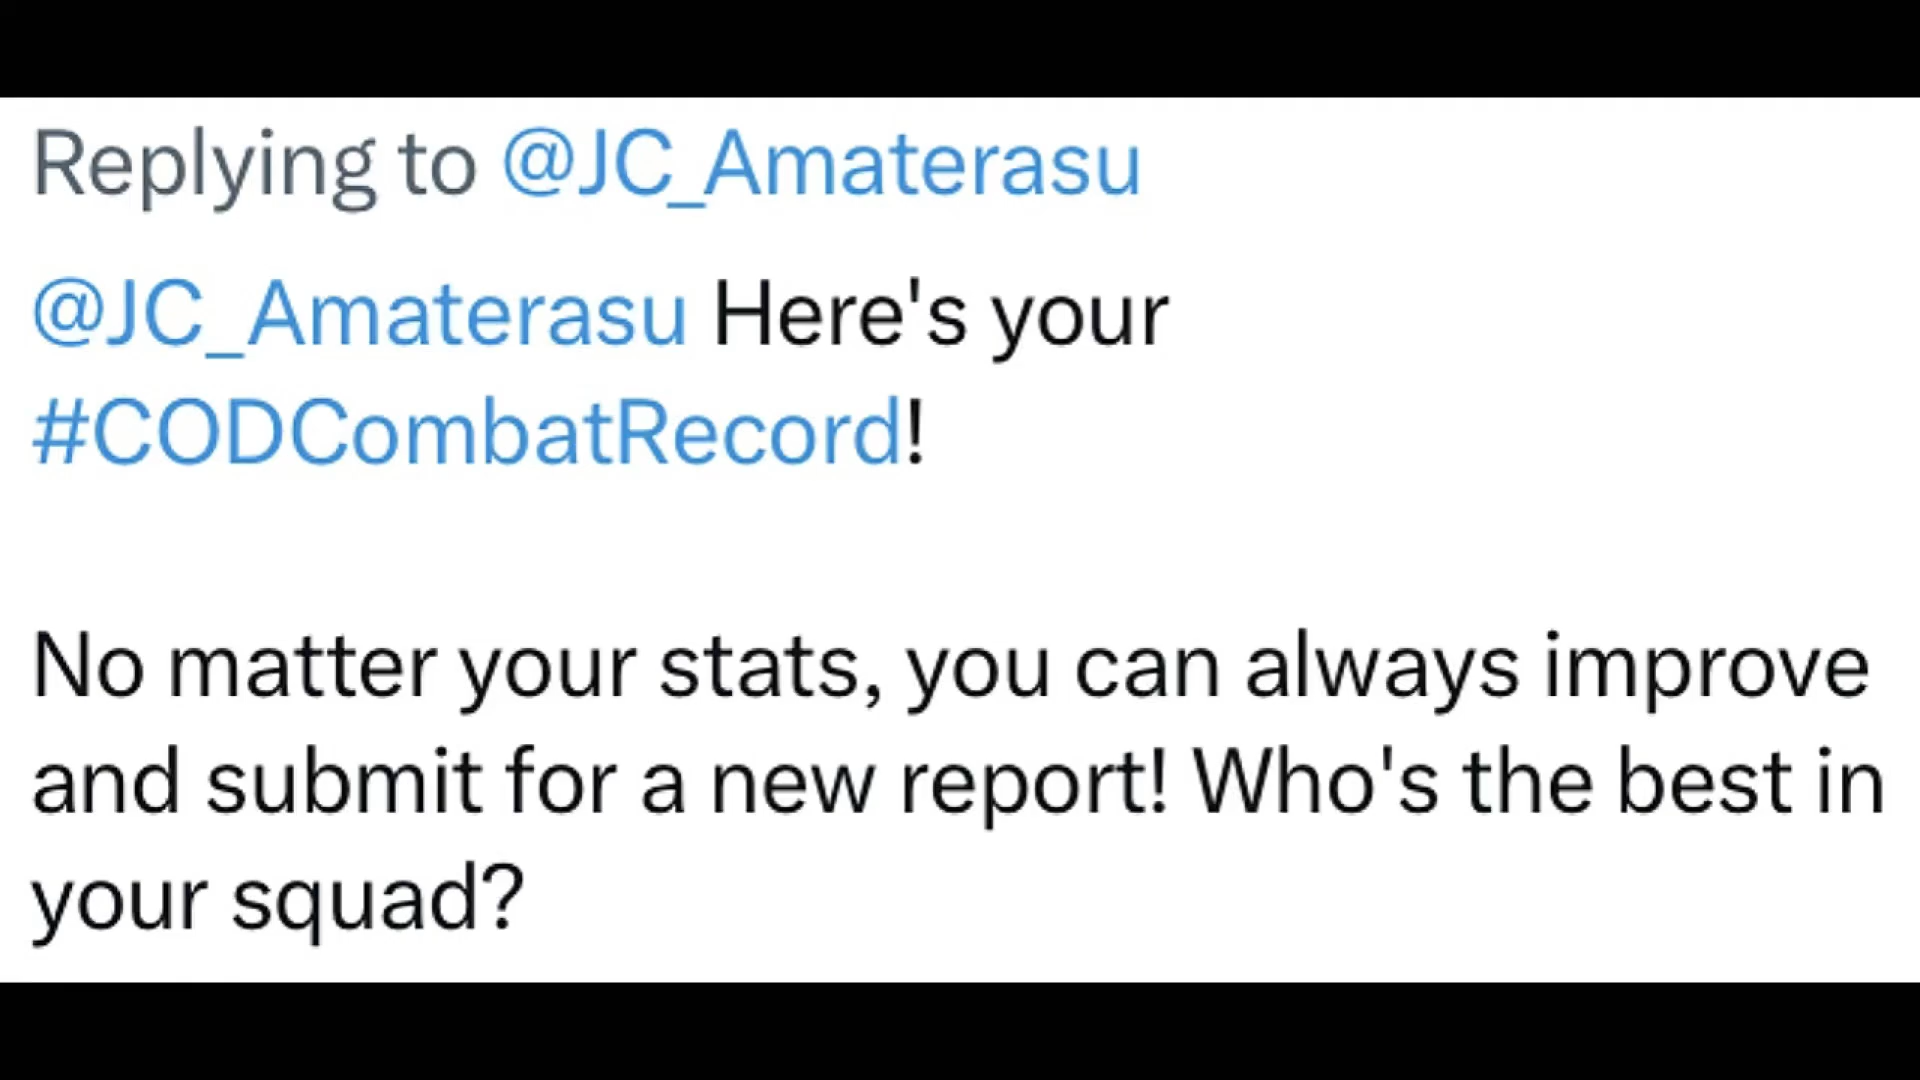 Replying to @JC_Amaterasu
@JC_Amaterasu Here's your
#CODCombatRecord!
No matter your stats, you can always improve
and submit for a new report! Who's the best in
your squad?